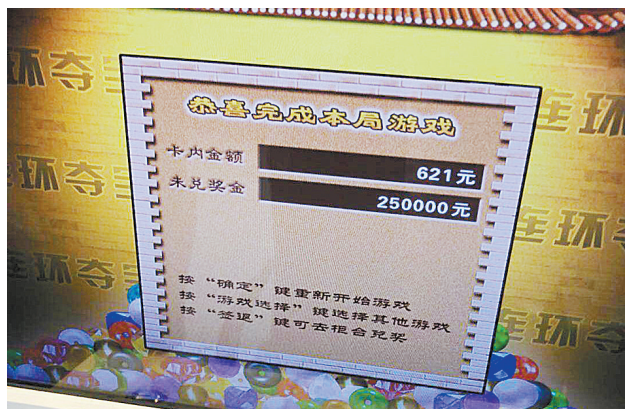 恭喜完成本局游戏
卡内金额
621元
未兑奖金
250000元
按“确定”键重新开始游戏
按“游戏选择”键选择其他游戏
按“签退”键可去柜台兑奖
环夺宝
连环
环夺宝
连环
环夺宝
连环夺